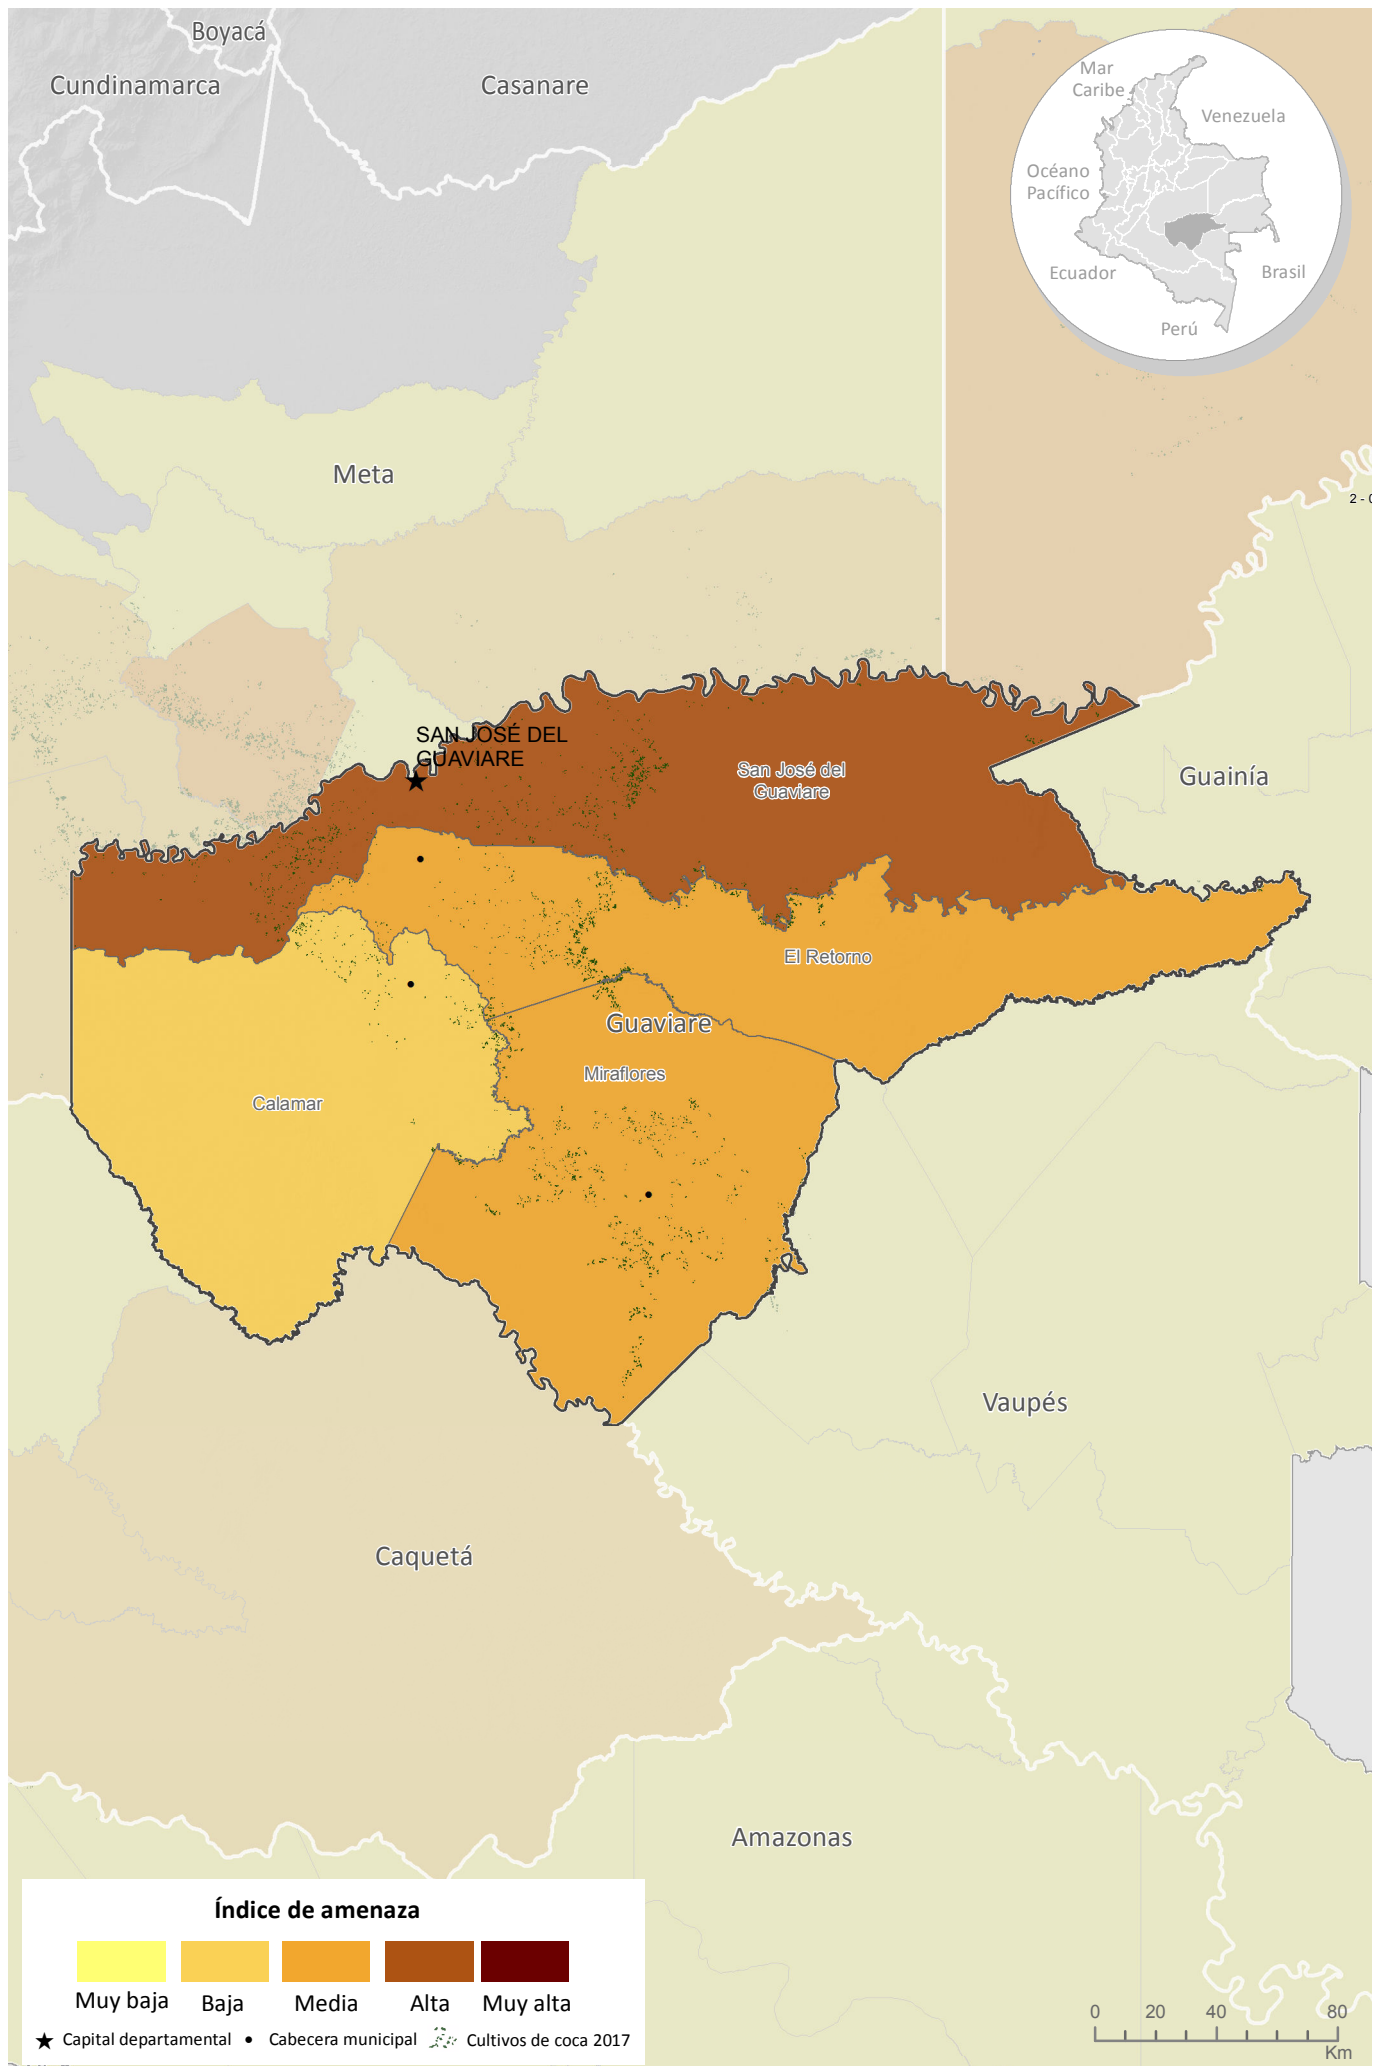 Boyacá
Cundinamarca
Casanare
Mar
Caribe
Venezuela
Océano
Pacífico
Ecuador
Brasil
Perú
Meta
2 - 0
SAN JOSÉ DEL
GUAVIARE
San José del
Guaviare
Guainía
El Retorno
Guaviare
Miraflores
Calamar
Vaupés
Caquetá
Amazonas
Índice de amenaza
Muy baja
Baja
Media
Alta
Muy alta
Capital departamental
Cabecera municipal
Cultivos de coca 2017
0 20 40 80
Km